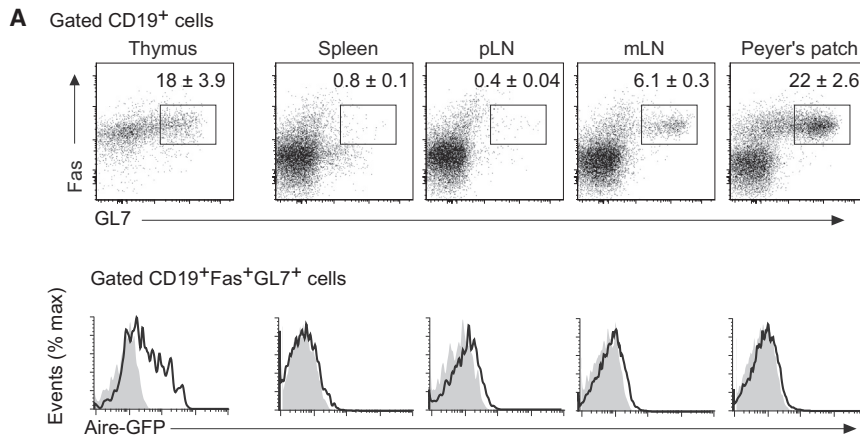 A Gated CD19+ cells
Thymus Spleen pLN mLN Peyer's patch
18 ± 3.9 0.8 ± 0.1 0.4 ± 0.04 6.1 ± 0.3 22 ± 2.6
Fas
GL7
Gated CD19+Fas+GL7+ cells
Events (% max)
Aire-GFP